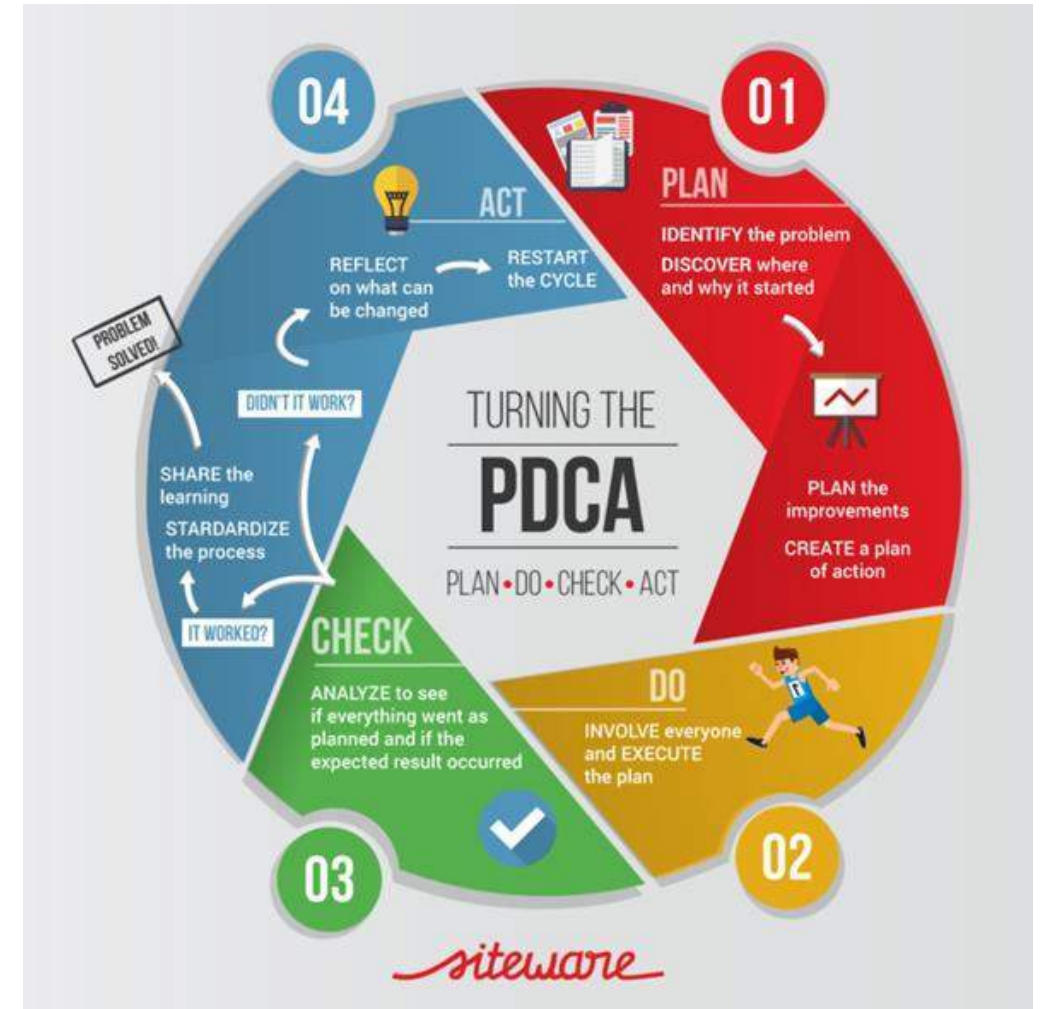 01
PLAN
IDENTIFY the problem
DISCOVER where
and why it started
PLAN the
improvements
CREATE a plan
of action
02
DO
INVOLVE everyone
and EXECUTE
the plan
03
CHECK
ANALYZE to see
if everything went as
planned and if the
expected result occurred
04
ACT
IT WORKED?
STARDARDIZE
the process
SHARE the
learning
PROBLEM
SOLVED!
DIDN'T IT WORK?
REFLECT
on what can
be changed
RESTART
the CYCLE
TURNING THE
PDCA
PLAN•DO•CHECK•ACT
siteware